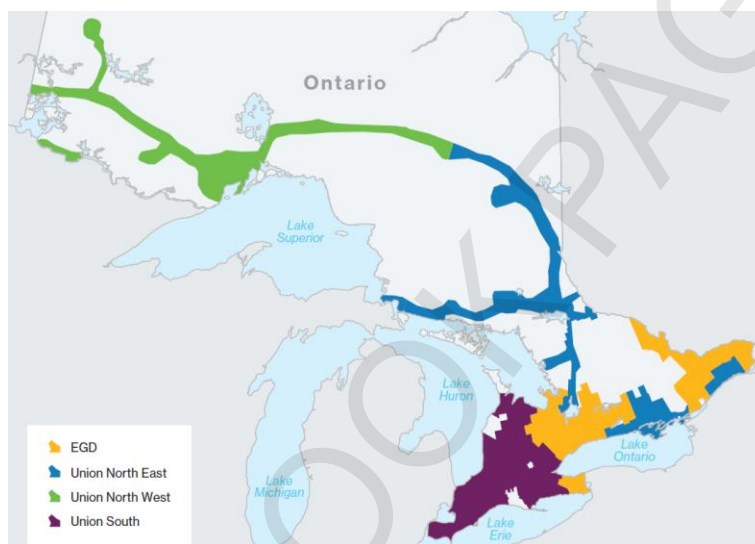 Ontario
Lake
Superior
Lake
Huron
Lake
Michigan
Lake
Ontario
Lake
Erie
EGD
Union North East
Union North West
Union South